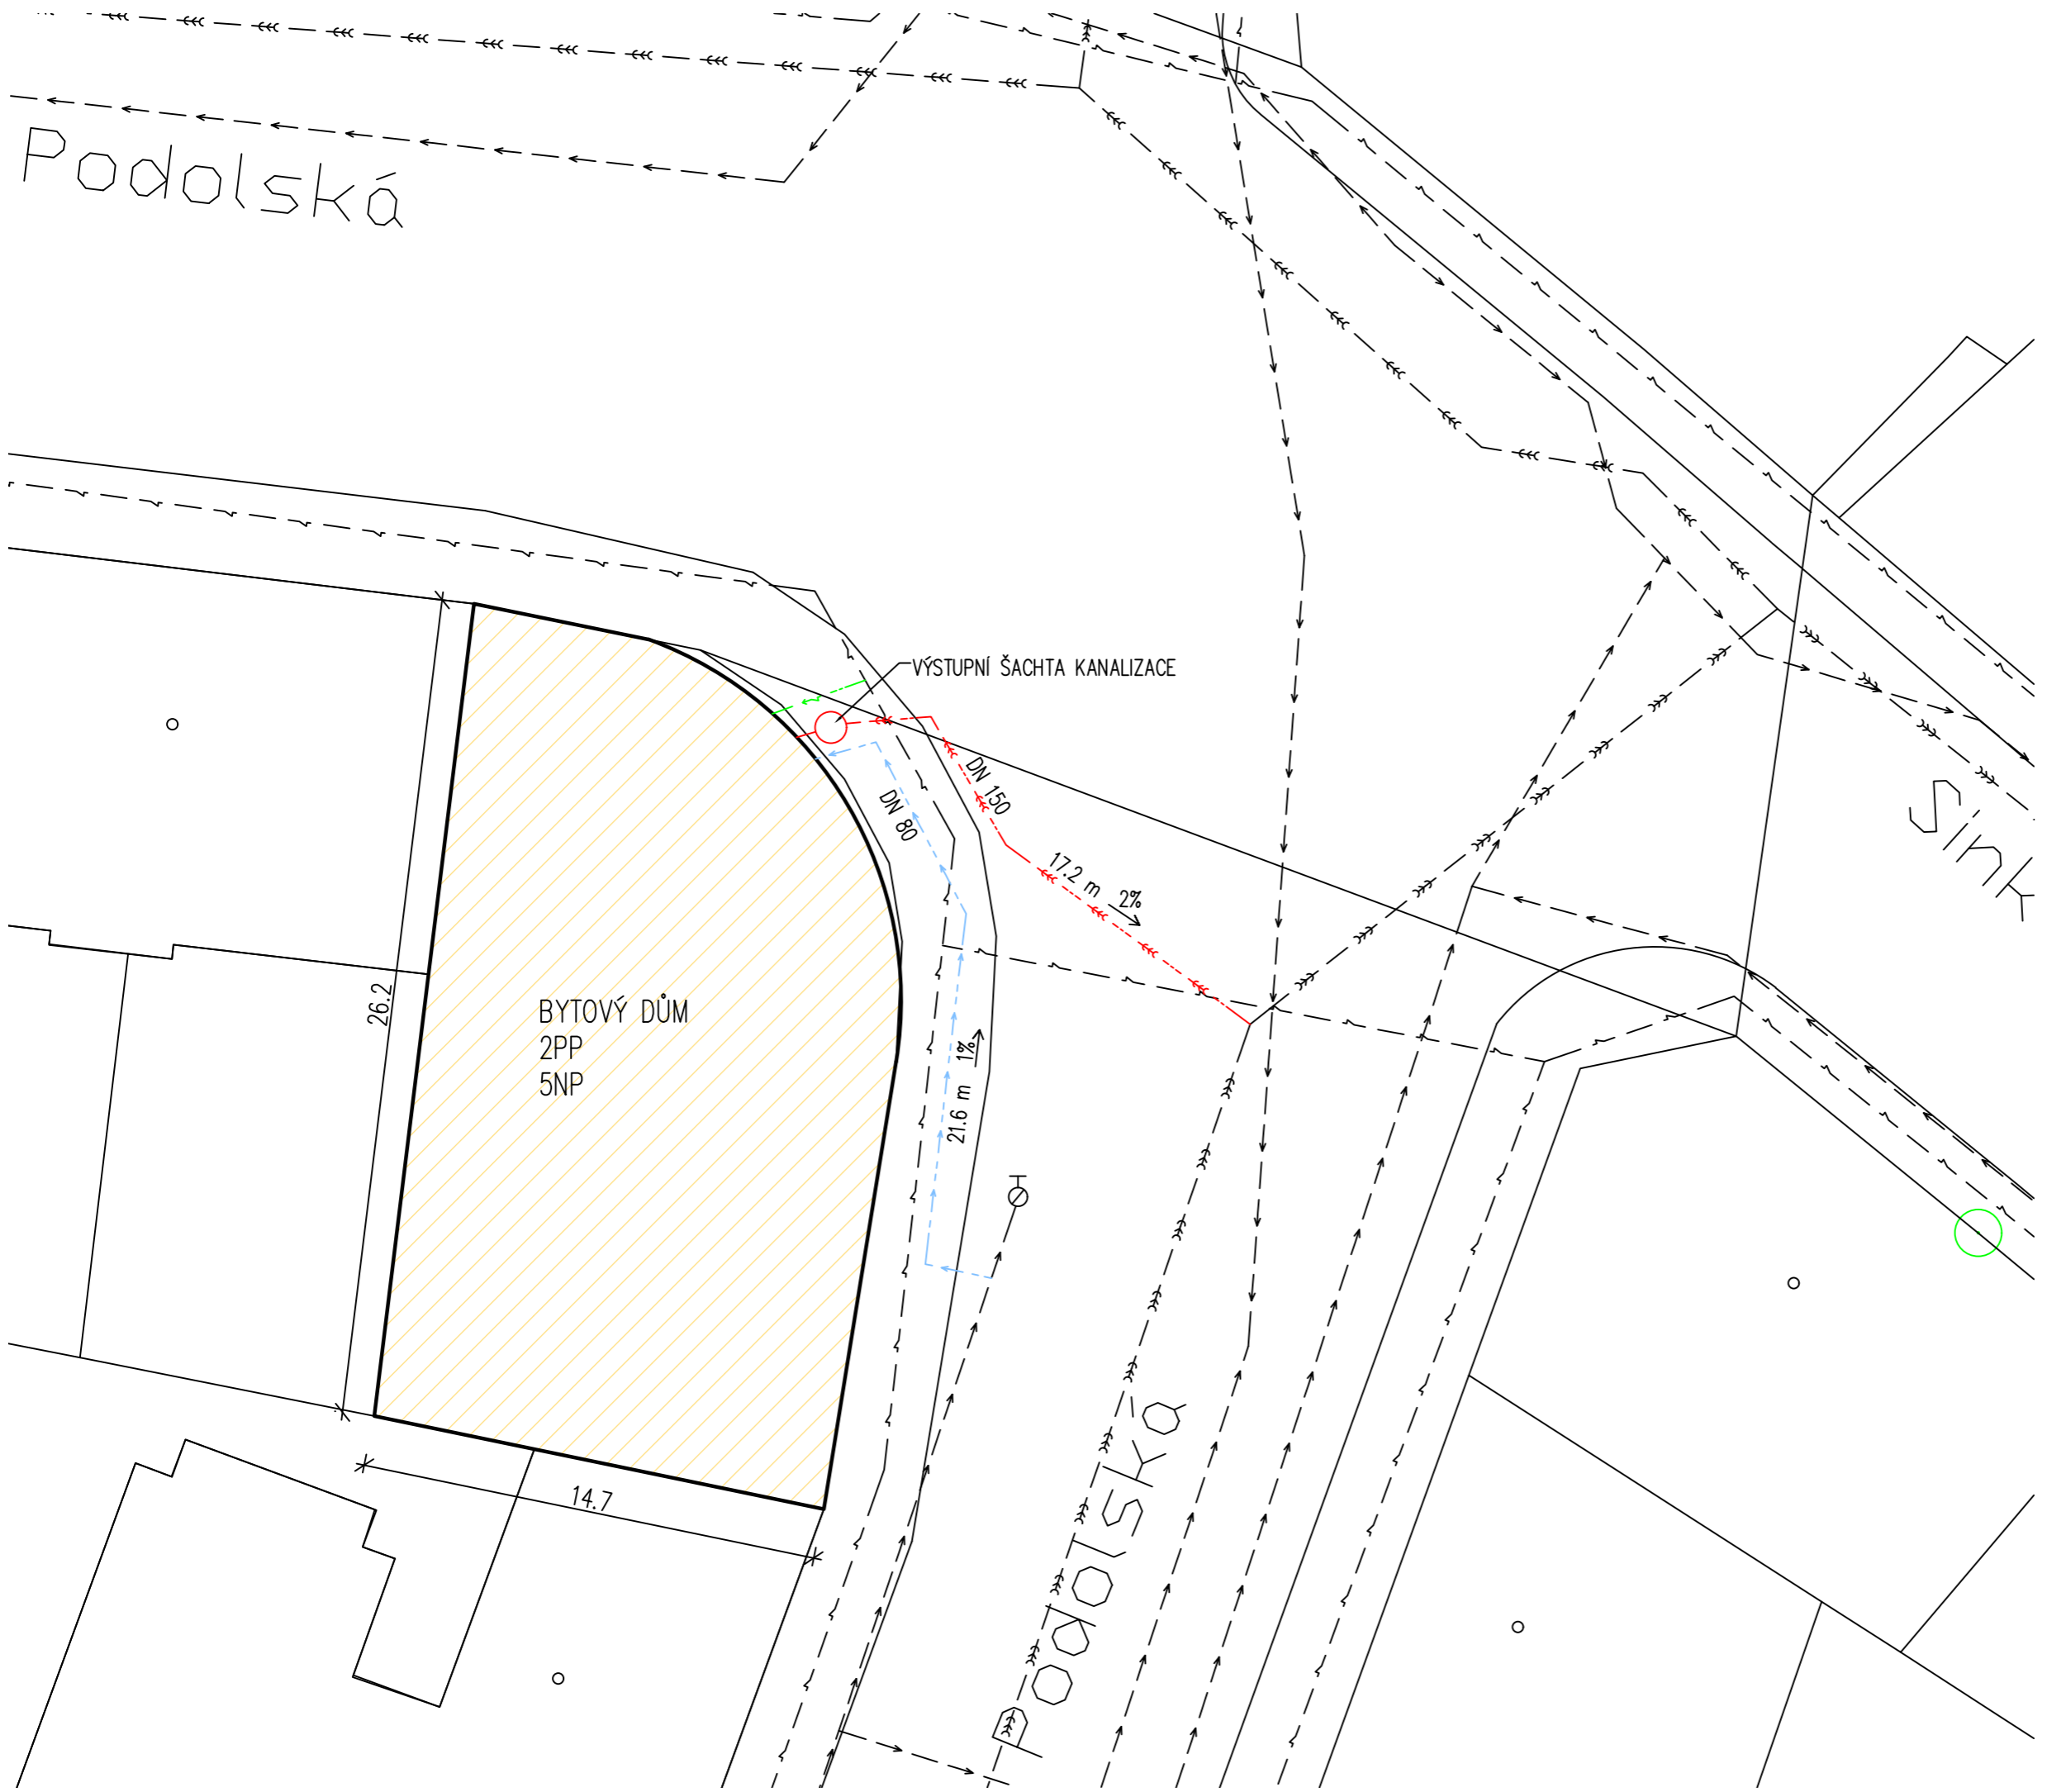 Podolská
VÝSTUPNÍ ŠACHTA KANALIZACE
DN 150
DN 80
17.2 m 2%
Sink
26.2
BYTOVÝ DŮM
2PP
5NP
21.6 m 1%
14.7
Podolská